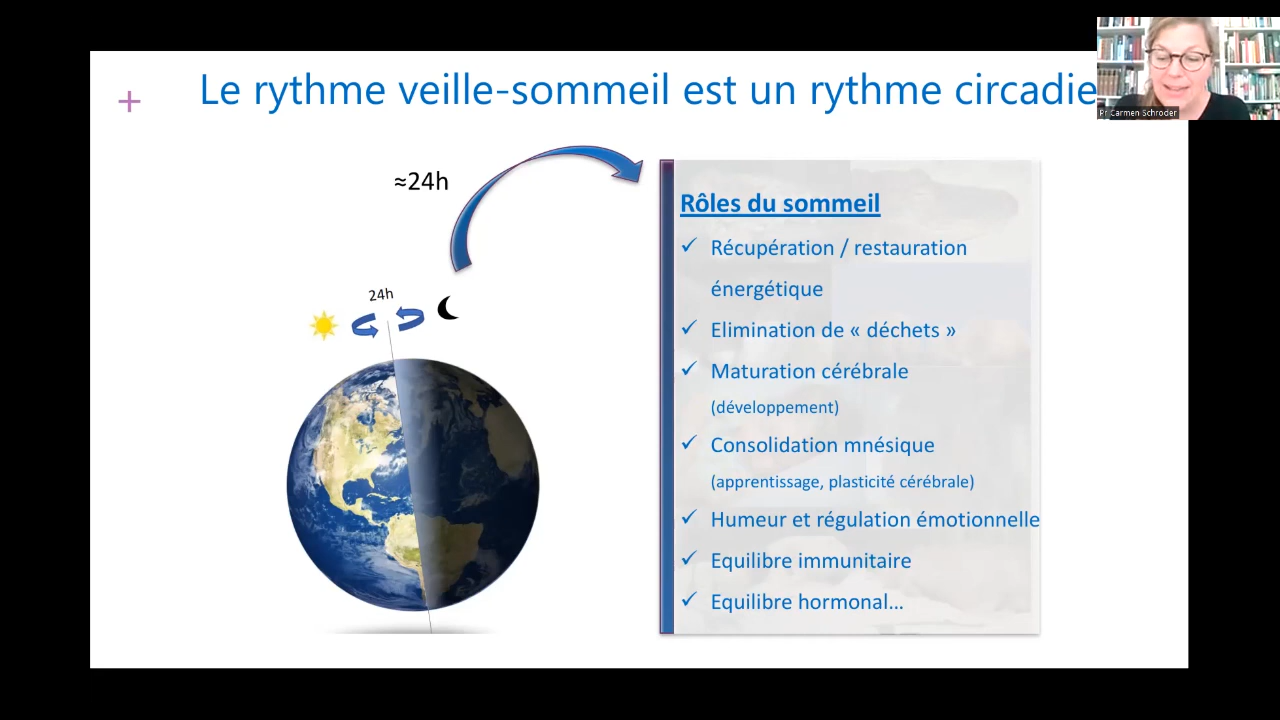 Le rythme veille-sommeil est un rythme circadie
Pr Carmen Schroder
≈24h
24h
Rôles du sommeil
✓ Récupération / restauration
énergétique
✓ Elimination de « déchets »
✓ Maturation cérébrale
(développement)
✓ Consolidation mnésique
(apprentissage, plasticité cérébrale)
✓ Humeur et régulation émotionnelle
✓ Equilibre immunitaire
✓ Equilibre hormonal…